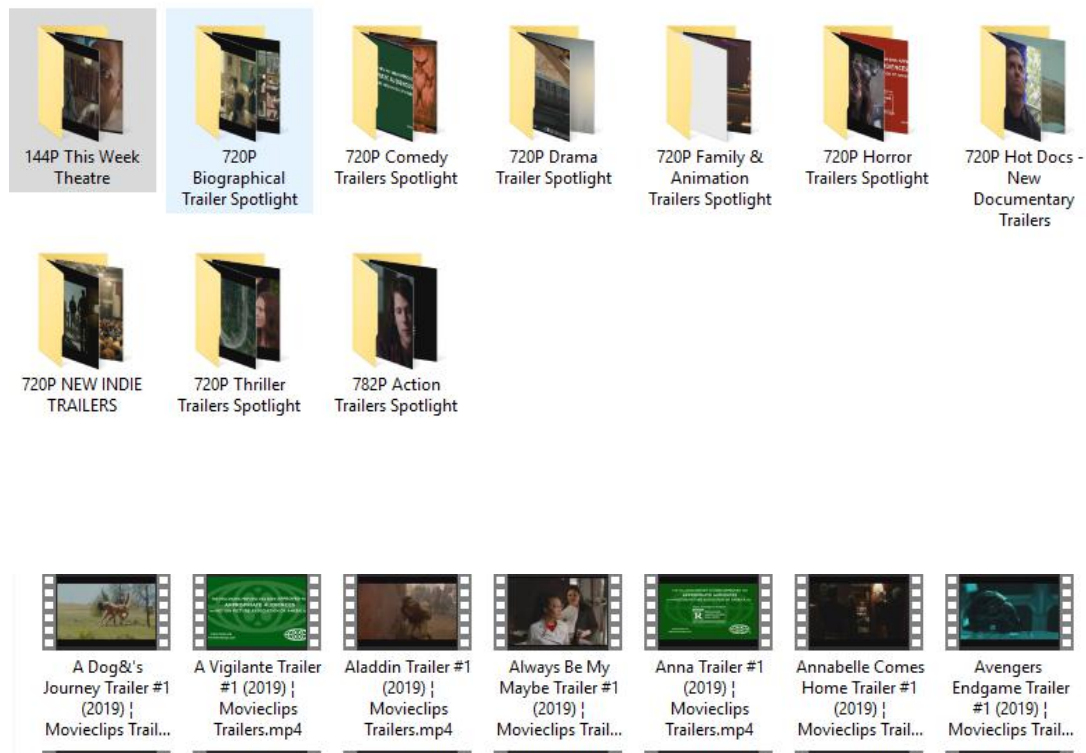 144P This Week
Theatre
720P
Biographical
Trailer Spotlight
720P Comedy
Trailers Spotlight
720P Drama
Trailer Spotlight
720P Family &
Animation
Trailers Spotlight
720P Horror
Trailers Spotlight
720P Hot Docs -
New
Documentary
Trailers
720P NEW INDIE
TRAILERS
720P Thriller
Trailers Spotlight
782P Action
Trailers Spotlight
APPROPRIATE AUDIENCES
APPROPRIATE AUDIENCES
R
A Dog&'s
Journey Trailer #1
(2019) ¦
Movieclips Trail...
A Vigilante Trailer
#1 (2019) ¦
Movieclips
Trailers.mp4
Aladdin Trailer #1
(2019) ¦
Movieclips
Trailers.mp4
Always Be My
Maybe Trailer #1
(2019) ¦
Movieclips Trail...
Anna Trailer #1
(2019) ¦
Movieclips
Trailers.mp4
Annabelle Comes
Home Trailer #1
(2019) ¦
Movieclips Trail...
Avengers
Endgame Trailer
#1 (2019) ¦
Movieclips Trail...